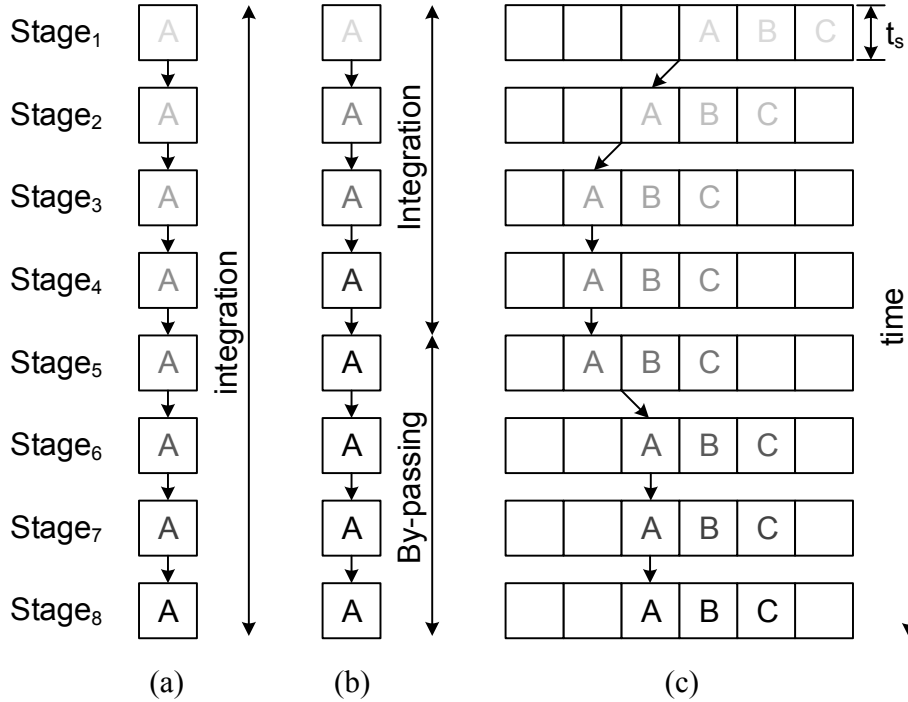 Stage₁ A A A B C tₛ
Stage₂ A A A B C
Stage₃ A A A B C
Stage₄ A A A B C
Stage₅ A A A B C
Stage₆ A A A B C
Stage₇ A A A B C
Stage₈ A A A B C
integration
Integration
By-passing
time
(a) (b) (c)